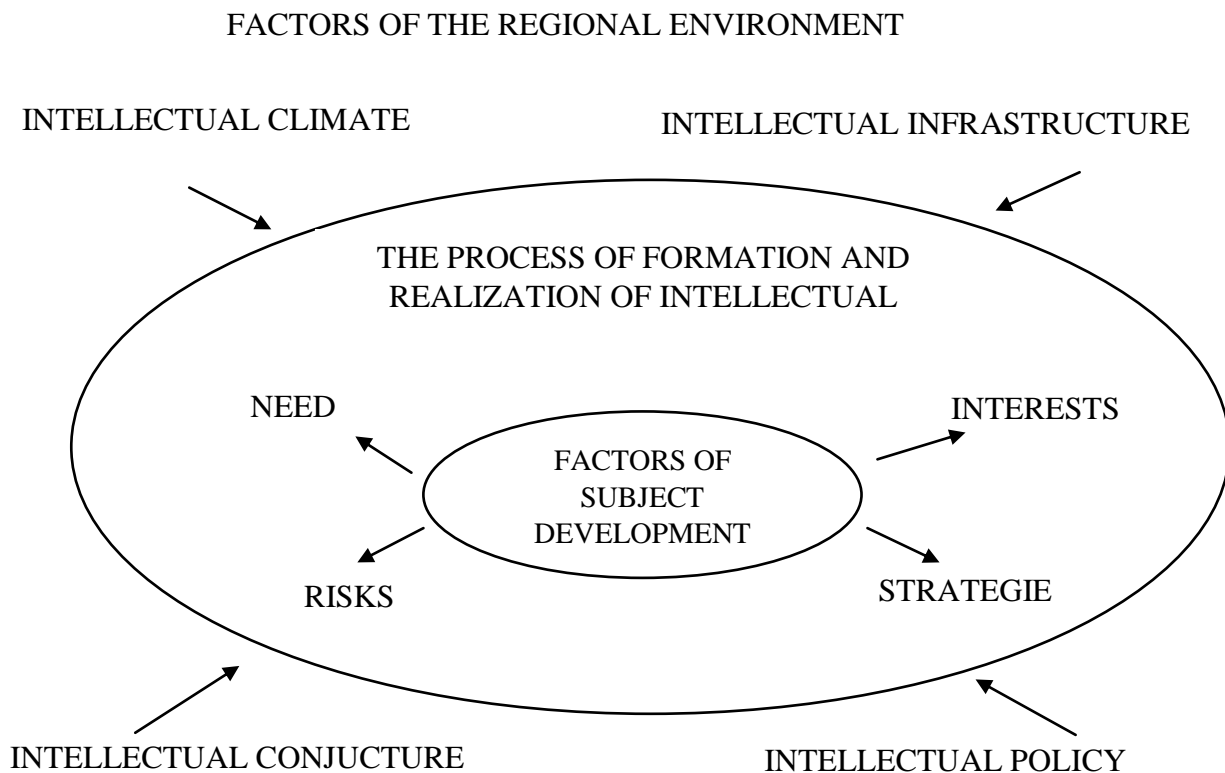 FACTORS OF THE REGIONAL ENVIRONMENT
INTELLECTUAL CLIMATE
INTELLECTUAL INFRASTRUCTURE
THE PROCESS OF FORMATION AND
REALIZATION OF INTELLECTUAL
NEED
INTERESTS
FACTORS OF
SUBJECT
DEVELOPMENT
RISKS
STRATEGIE
INTELLECTUAL CONJUCTURE
INTELLECTUAL POLICY